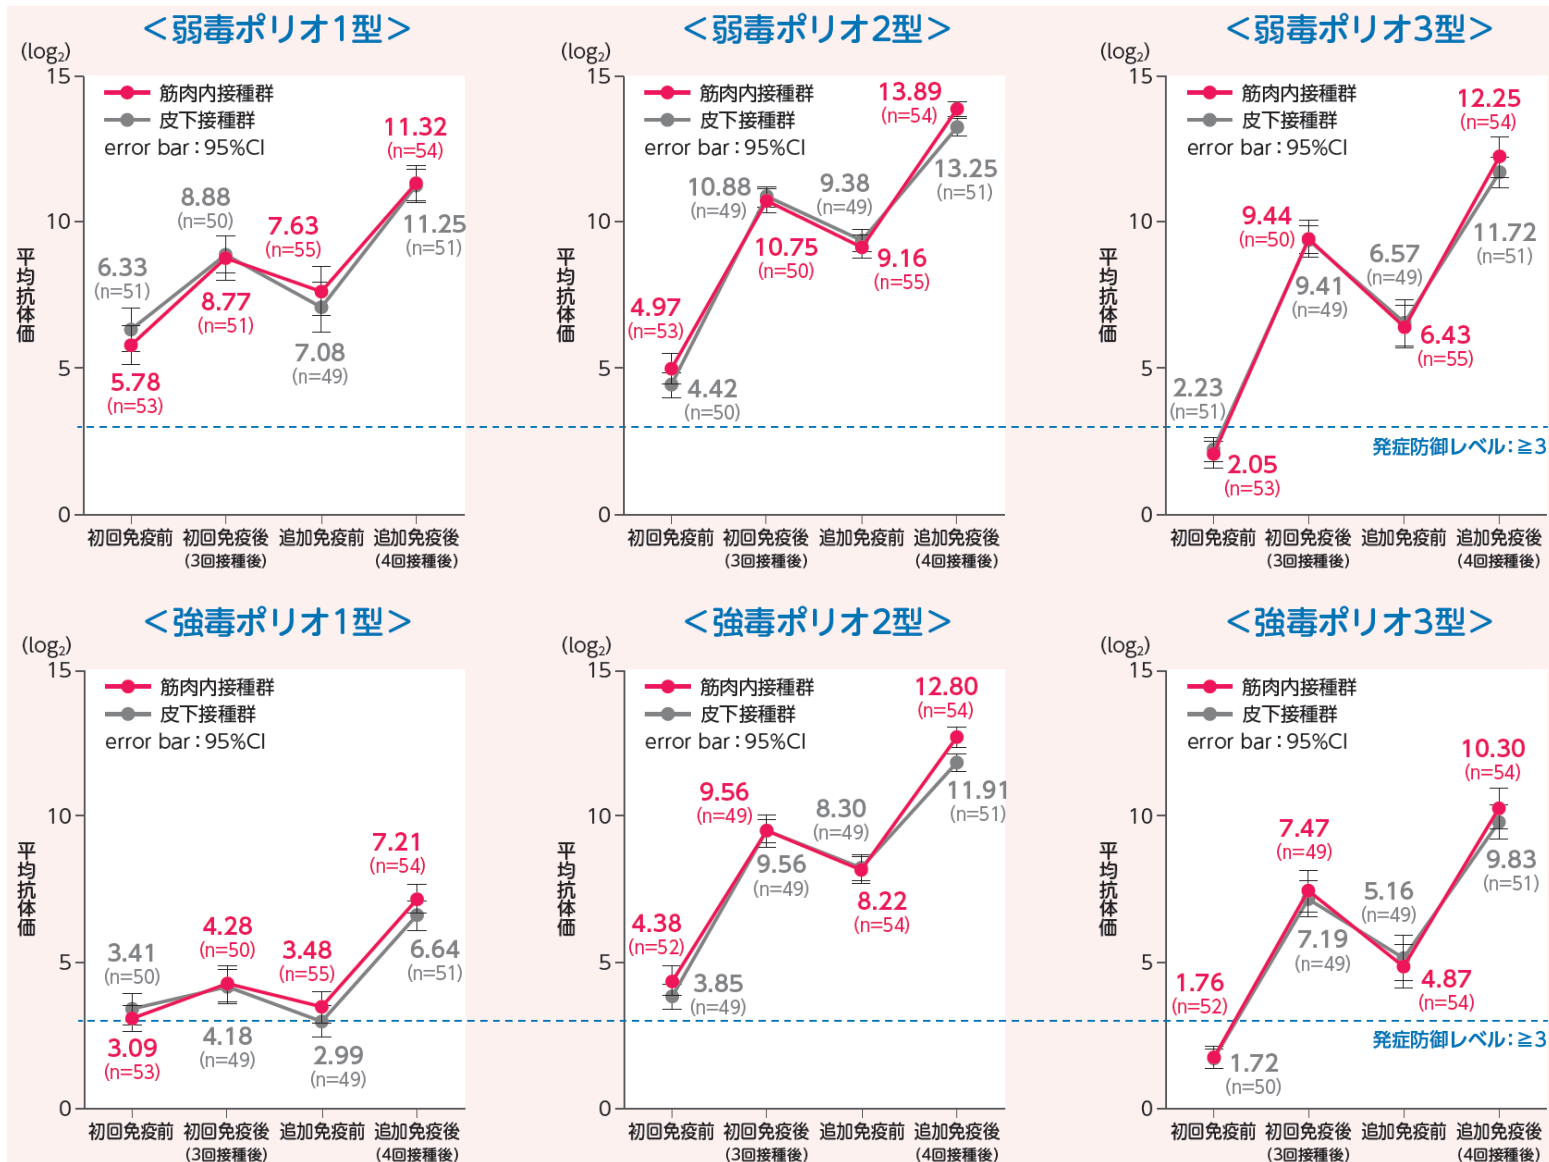 ＜弱毒ポリオ1型＞
(log₂)
15
10
5
0
平均抗体価
筋肉内接種群
皮下接種群
error bar：95%CI
6.33
(n=51)
5.78
(n=53)
8.88
(n=50)
8.77
(n=51)
7.63
(n=55)
7.08
(n=49)
11.32
(n=54)
11.25
(n=51)
初回免疫前
初回免疫後
(3回接種後)
追加免疫前
追加免疫後
(4回接種後)
＜弱毒ポリオ2型＞
(log₂)
15
10
5
0
平均抗体価
筋肉内接種群
皮下接種群
error bar：95%CI
4.97
(n=53)
4.42
(n=50)
10.88
(n=49)
10.75
(n=50)
9.38
(n=49)
9.16
(n=55)
13.89
(n=54)
13.25
(n=51)
初回免疫前
初回免疫後
(3回接種後)
追加免疫前
追加免疫後
(4回接種後)
＜弱毒ポリオ3型＞
(log₂)
15
10
5
0
平均抗体価
筋肉内接種群
皮下接種群
error bar：95%CI
2.23
(n=51)
2.05
(n=53)
9.44
(n=50)
9.41
(n=49)
6.57
(n=49)
6.43
(n=55)
12.25
(n=54)
11.72
(n=51)
発症防御レベル：≧3
初回免疫前
初回免疫後
(3回接種後)
追加免疫前
追加免疫後
(4回接種後)
＜強毒ポリオ1型＞
(log₂)
15
10
5
0
平均抗体価
筋肉内接種群
皮下接種群
error bar：95%CI
3.41
(n=50)
3.09
(n=53)
4.28
(n=50)
4.18
(n=49)
3.48
(n=55)
2.99
(n=49)
7.21
(n=54)
6.64
(n=51)
初回免疫前
初回免疫後
(3回接種後)
追加免疫前
追加免疫後
(4回接種後)
＜強毒ポリオ2型＞
(log₂)
15
10
5
0
平均抗体価
筋肉内接種群
皮下接種群
error bar：95%CI
4.38
(n=52)
3.85
(n=49)
9.56
(n=49)
9.56
(n=49)
8.30
(n=49)
8.22
(n=54)
12.80
(n=54)
11.91
(n=51)
初回免疫前
初回免疫後
(3回接種後)
追加免疫前
追加免疫後
(4回接種後)
＜強毒ポリオ3型＞
(log₂)
15
10
5
0
平均抗体価
筋肉内接種群
皮下接種群
error bar：95%CI
1.76
(n=52)
1.72
(n=50)
7.47
(n=49)
7.19
(n=49)
5.16
(n=49)
4.87
(n=54)
10.30
(n=54)
9.83
(n=51)
発症防御レベル：≧3
初回免疫前
初回免疫後
(3回接種後)
追加免疫前
追加免疫後
(4回接種後)